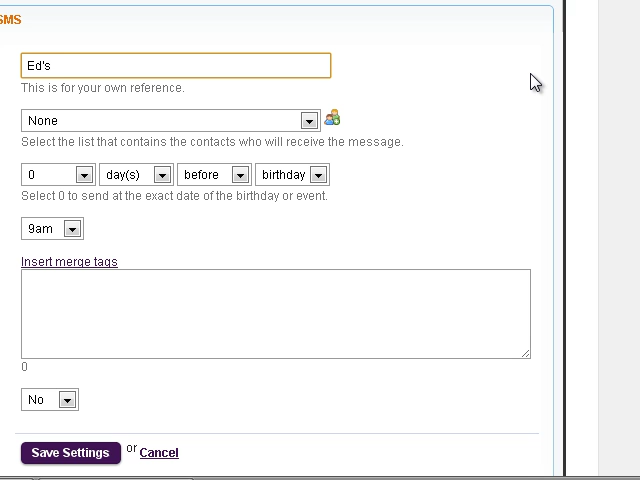 SMS
Ed's
This is for your own reference.
None
Select the list that contains the contacts who will receive the message.
0 day(s) before birthday
Select 0 to send at the exact date of the birthday or event.
9am
Insert merge tags
0
No
Save Settings or Cancel